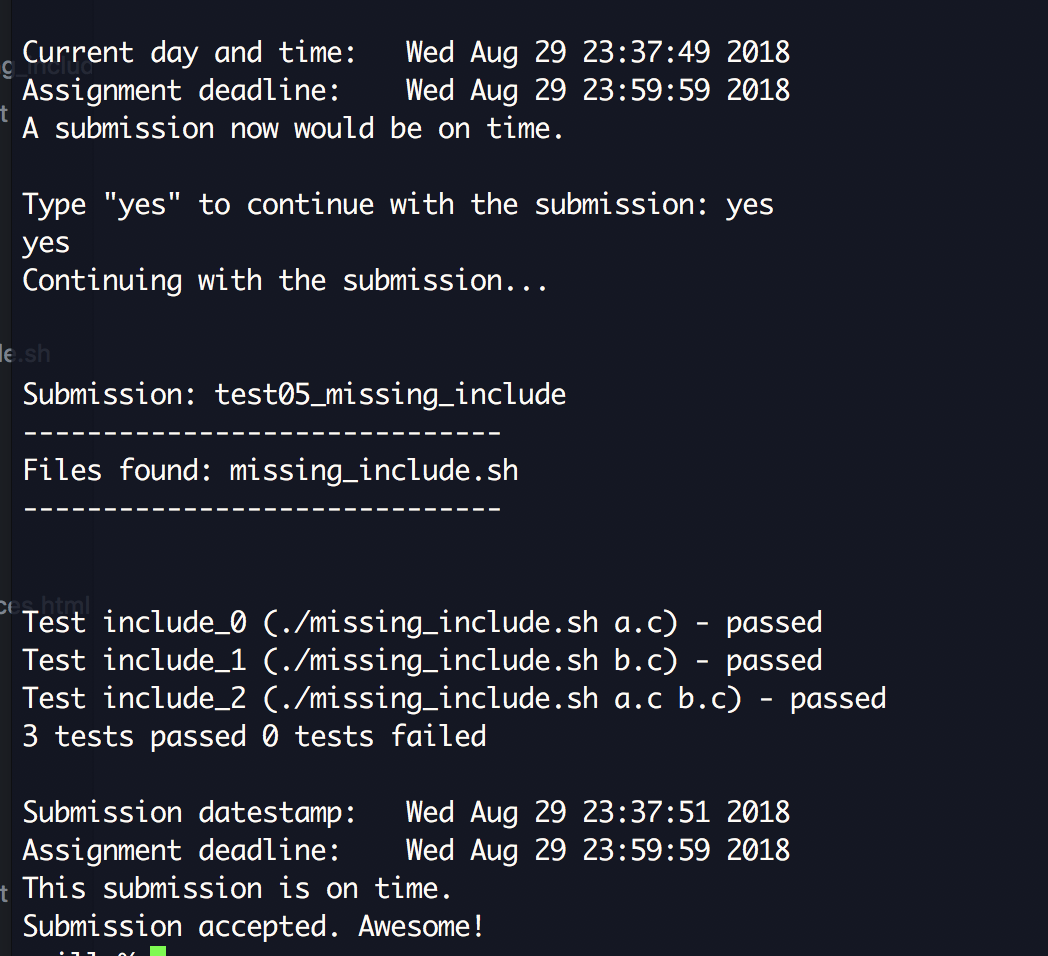 Current day and time:   Wed Aug 29 23:37:49 2018
Assignment deadline:    Wed Aug 29 23:59:59 2018
A submission now would be on time.
Type "yes" to continue with the submission: yes
yes
Continuing with the submission...
le.sh
Submission: test05_missing_include
------------------------------
Files found: missing_include.sh
------------------------------
ces.html
Test include_0 (./missing_include.sh a.c) - passed
Test include_1 (./missing_include.sh b.c) - passed
Test include_2 (./missing_include.sh a.c b.c) - passed
3 tests passed 0 tests failed
Submission datestamp:   Wed Aug 29 23:37:51 2018
Assignment deadline:    Wed Aug 29 23:59:59 2018
This submission is on time.
Submission accepted. Awesome!